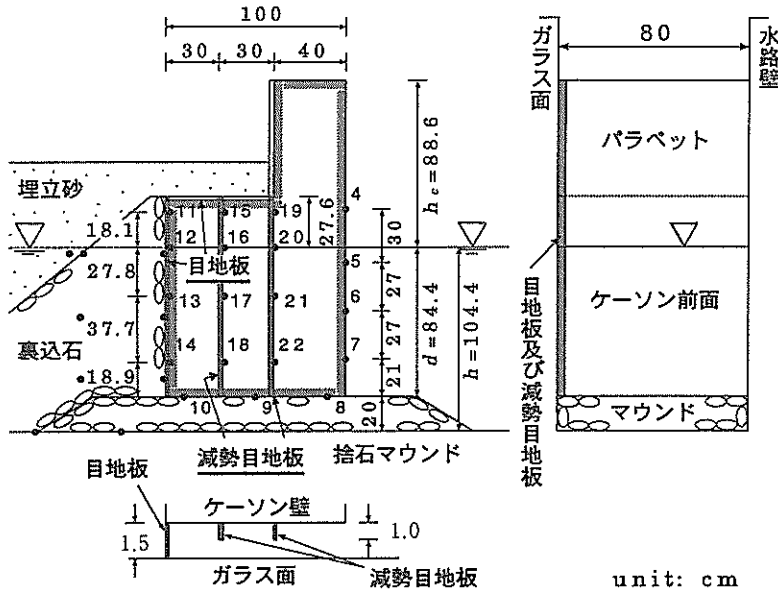 100
30 30 40
80
ガラス面
水路壁
パラペット
埋立砂
hc=88.6
4
11 15 19
18.1
27.6
30
12 16 20
目地板
5
27.8
27
13 17 21
6
d=84.4
h=104.4
目地板及び減勢目地板
ケーソン前面
37.7
27
裏込石
14 18 22
7
18.9
21
10 9 8
20
マウンド
減勢目地板
捨石マウンド
目地板
ケーソン壁
1.5
1.0
ガラス面
減勢目地板
unit: cm